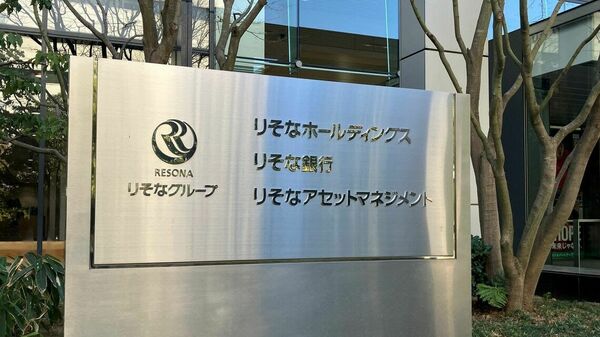 RESONA
りそなグループ
りそなホールディングス
りそな銀行
りそなアセットマネジメント